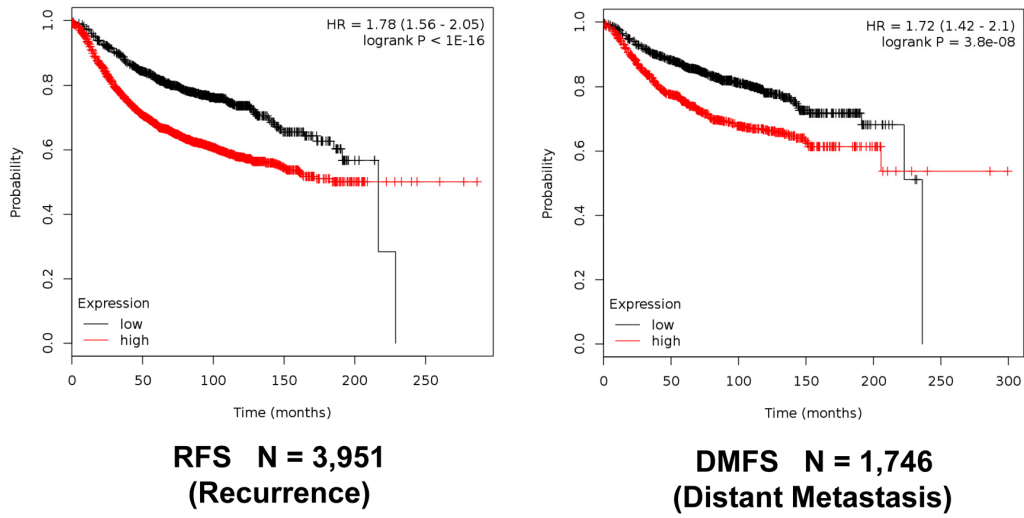 HR = 1.78 (1.56 - 2.05)
logrank P < 1E-16
Probability
1.0
0.8
0.6
0.4
0.2
0.0
Expression
low
high
0 50 100 150 200 250
Time (months)
RFS N = 3,951
(Recurrence)
HR = 1.72 (1.42 - 2.1)
logrank P = 3.8e-08
Probability
1.0
0.8
0.6
0.4
0.2
0.0
Expression
low
high
0 50 100 150 200 250 300
Time (months)
DMFS N = 1,746
(Distant Metastasis)